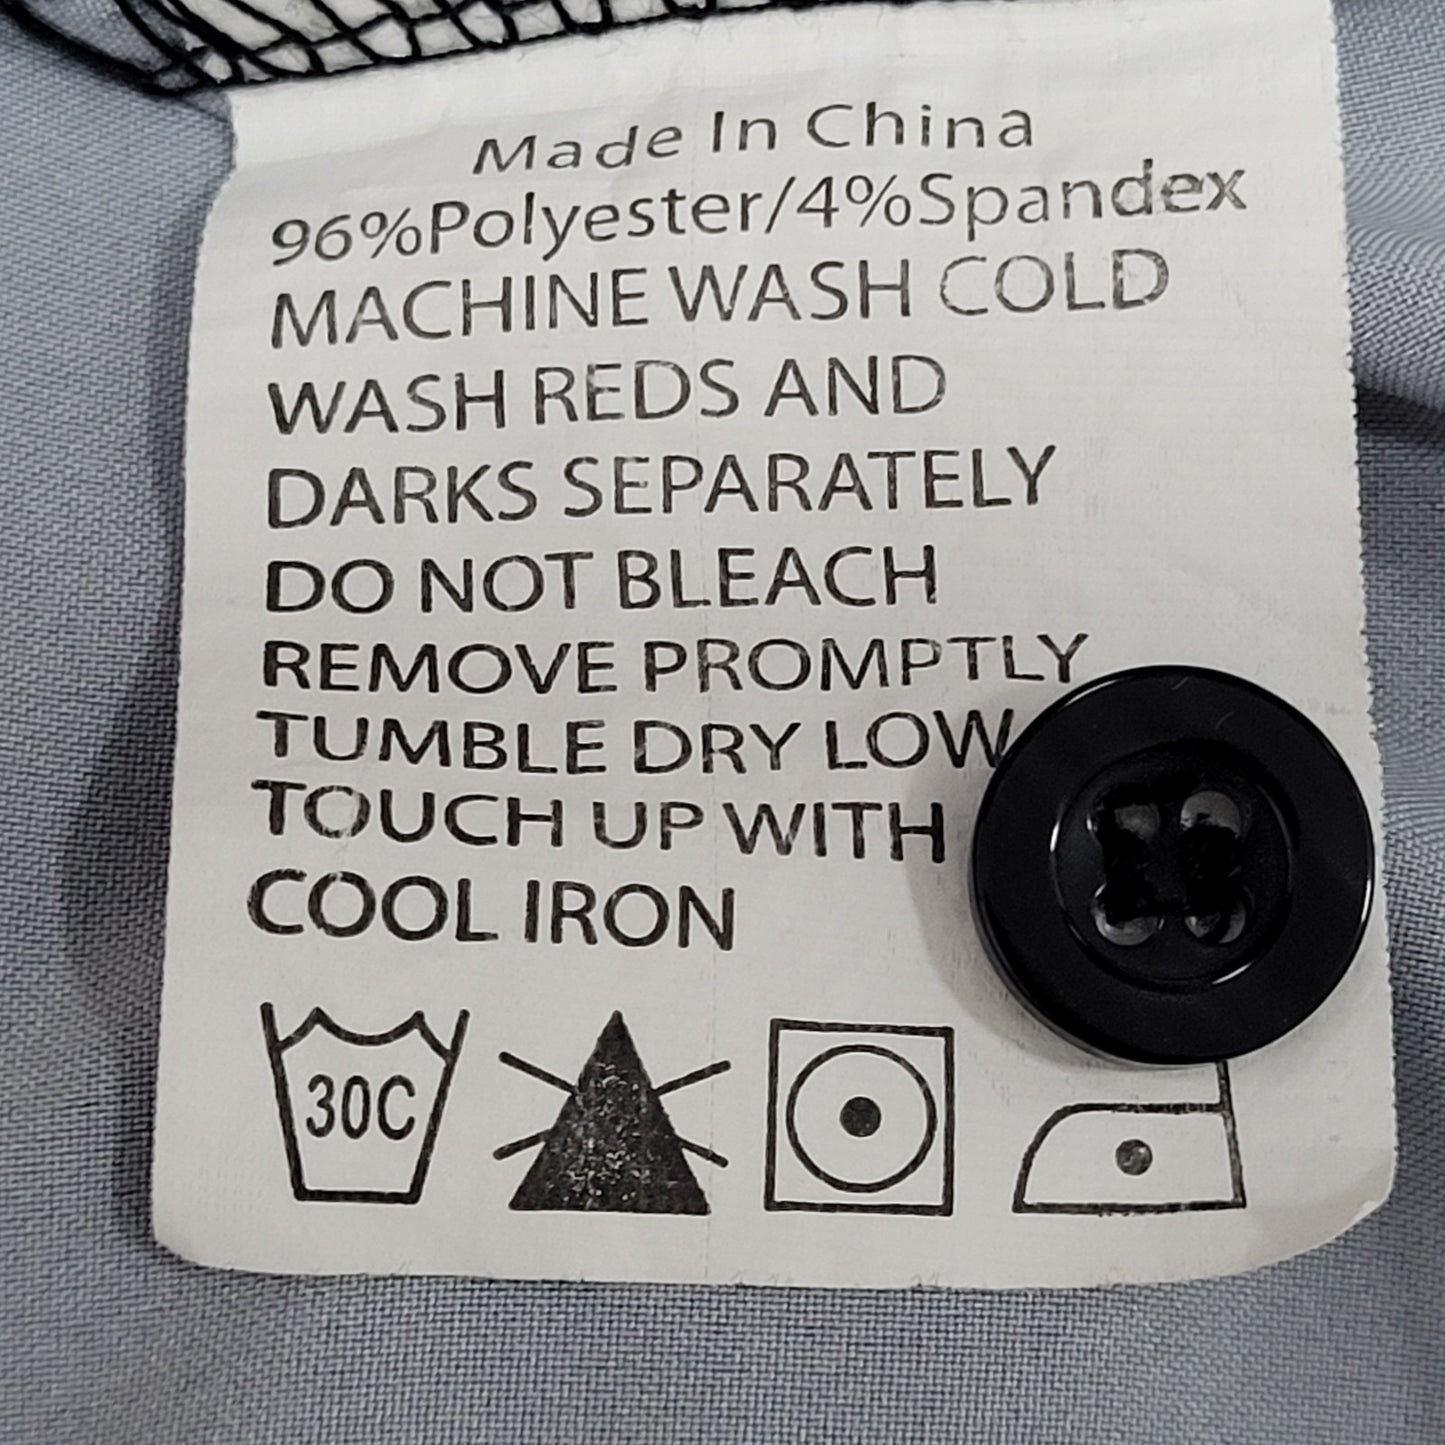 Made In China
96%Polyester/4%Spandex
MACHINE WASH COLD
WASH REDS AND
DARKS SEPARATELY
DO NOT BLEACH
REMOVE PROMPTLY
TUMBLE DRY LOW
TOUCH UP WITH
COOL IRON
30C